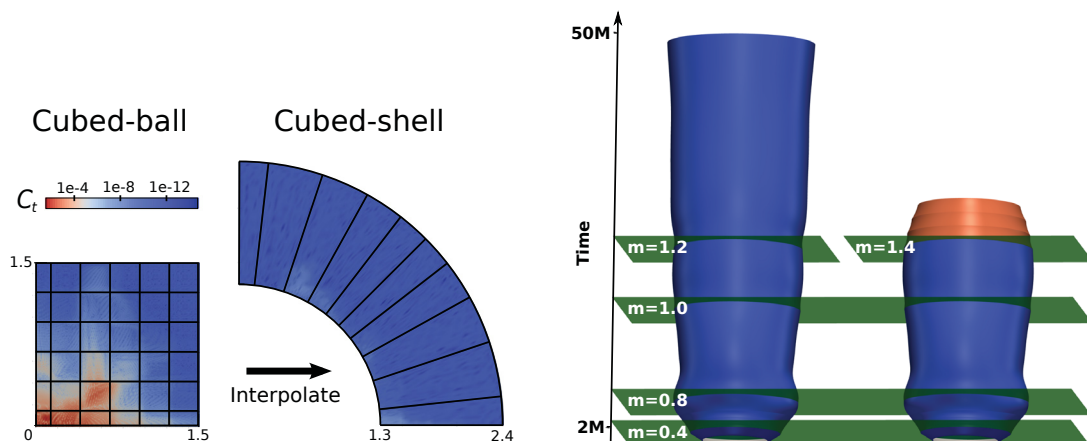 Cubed-ball
Cubed-shell
1e-4 1e-8 1e-12
C_t
1.5
0
1.5
Interpolate
1.3
2.4
50M
Time
2M
m=1.2
m=1.4
m=1.0
m=0.8
m=0.4